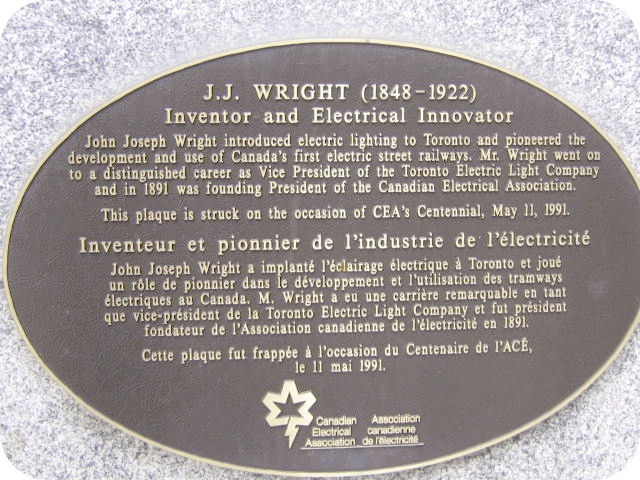 J.J. WRIGHT (1848-1922)
Inventor and Electrical Innovator
John Joseph Wright introduced electric lighting to Toronto and pioneered the
development and use of Canada's first electric street railways. Mr. Wright went on
to a distinguished career as Vice President of the Toronto Electric Light Company
and in 1891 was founding President of the Canadian Electrical Association.
This plaque is struck on the occasion of CEA's Centennial, May 11, 1991.
Inventeur et pionnier de l'industrie de l'électricité
John Joseph Wright a implanté l'éclairage électrique à Toronto et joué
un rôle de pionnier dans le développement et l'utilisation des tramways
électriques au Canada. M. Wright a eu une carrière remarquable en tant
que vice-président de la Toronto Electric Light Company et fut président
fondateur de l'Association canadienne de l'électricité en 1891.
Cette plaque fut frappée à l'occasion du Centenaire de l'ACÉ,
le 11 mai 1991.
Canadian Association
Electrical canadienne
Association de l'électricité